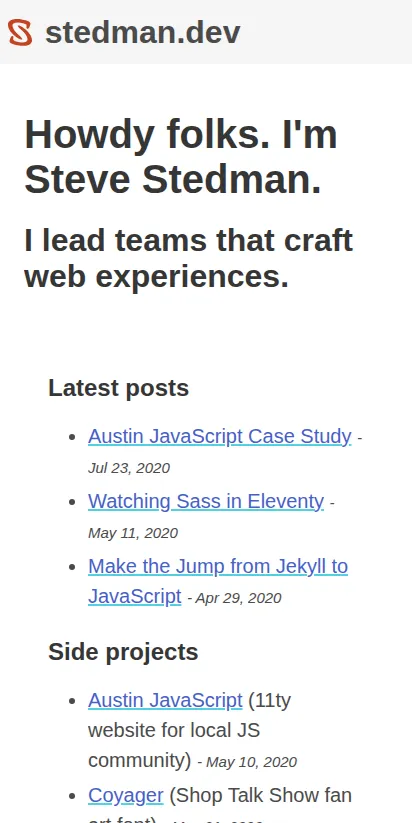 stedman.dev
Howdy folks. I'm
Steve Stedman.
I lead teams that craft
web experiences.
Latest posts
Austin JavaScript Case Study -
Jul 23, 2020
Watching Sass in Eleventy -
May 11, 2020
Make the Jump from Jekyll to
JavaScript - Apr 29, 2020
Side projects
Austin JavaScript (11ty
website for local JS
community) - May 10, 2020
Coyager (Shop Talk Show fan
art font)